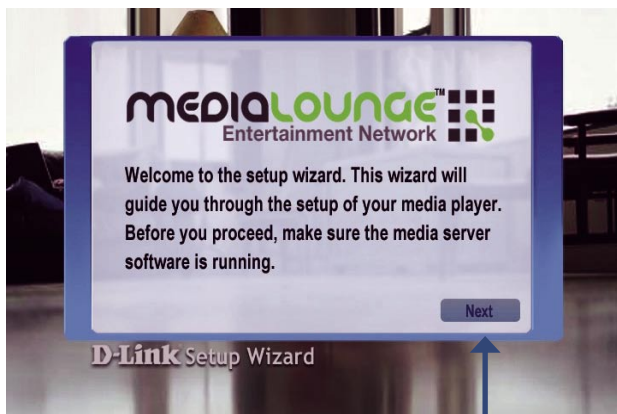 MEDIALOUNGE™
Entertainment Network
Welcome to the setup wizard. This wizard will
guide you through the setup of your media player.
Before you proceed, make sure the media server
software is running.
Next
D-Link Setup Wizard